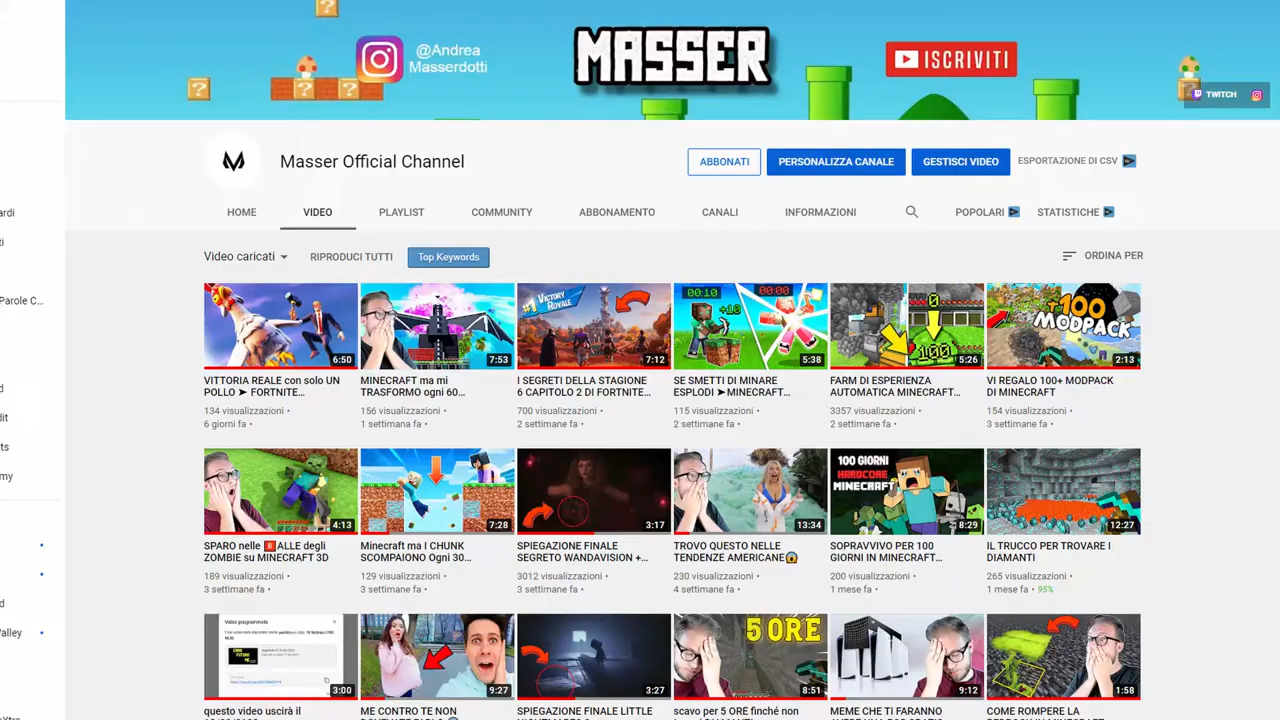 @Andrea
Masserdotti
MASSER
ISCRIVITI
TWITCH
Masser Official Channel
ABBONATI
PERSONALIZZA CANALE
GESTISCI VIDEO
ESPORTAZIONE DI CSV
ardi
HOME
VIDEO
PLAYLIST
COMMUNITY
ABBONAMENTO
CANALI
INFORMAZIONI
POPOLARI
STATISTICHE
ti
Video caricati
RIPRODUCI TUTTI
Top Keywords
ORDINA PER
Parole C...
#1 VICTORY ROYALE
00:10
+10
00:00
0
100
+100
MODPACK
6:50
7:53
7:12
5:38
5:26
2:13
VITTORIA REALE con solo UN
POLLO ➤ FORTNITE...
134 visualizzazioni •
6 giorni fa •
MINECRAFT ma mi
TRASFORMO ogni 60...
156 visualizzazioni •
1 settimana fa •
I SEGRETI DELLA STAGIONE
6 CAPITOLO 2 DI FORTNITE...
700 visualizzazioni •
2 settimane fa •
SE SMETTI DI MINARE
ESPLODI ➤MINECRAFT...
115 visualizzazioni •
2 settimane fa •
FARM DI ESPERIENZA
AUTOMATICA MINECRAFT...
3357 visualizzazioni •
2 settimane fa •
VI REGALO 100+ MODPACK
DI MINECRAFT
154 visualizzazioni •
3 settimane fa •
d
dit
ts
my
100 GIORNI
HARDCORE
MINECRAFT
4:13
7:28
3:17
13:34
8:29
12:27
SPARO nelle 🅱ALLE degli
ZOMBIE su MINECRAFT 3D
189 visualizzazioni •
3 settimane fa •
Minecraft ma I CHUNK
SCOMPAIONO Ogni 30...
129 visualizzazioni •
3 settimane fa •
SPIEGAZIONE FINALE
SEGRETO WANDAVISION +...
3012 visualizzazioni •
3 settimane fa •
TROVO QUESTO NELLE
TENDENZE AMERICANE😱
230 visualizzazioni •
4 settimane fa •
SOPRAVVIVO PER 100
GIORNI IN MINECRAFT...
200 visualizzazioni •
1 mese fa •
IL TRUCCO PER TROVARE I
DIAMANTI
265 visualizzazioni •
1 mese fa • 95%
d
alley
Video programmato
5 ORE
3:00
9:27
3:27
8:51
9:12
1:58
questo video uscirà il
ME CONTRO TE NON
SPIEGAZIONE FINALE LITTLE
scavo per 5 ORE finché non
MEME CHE TI FARANNO
COME ROMPERE LA